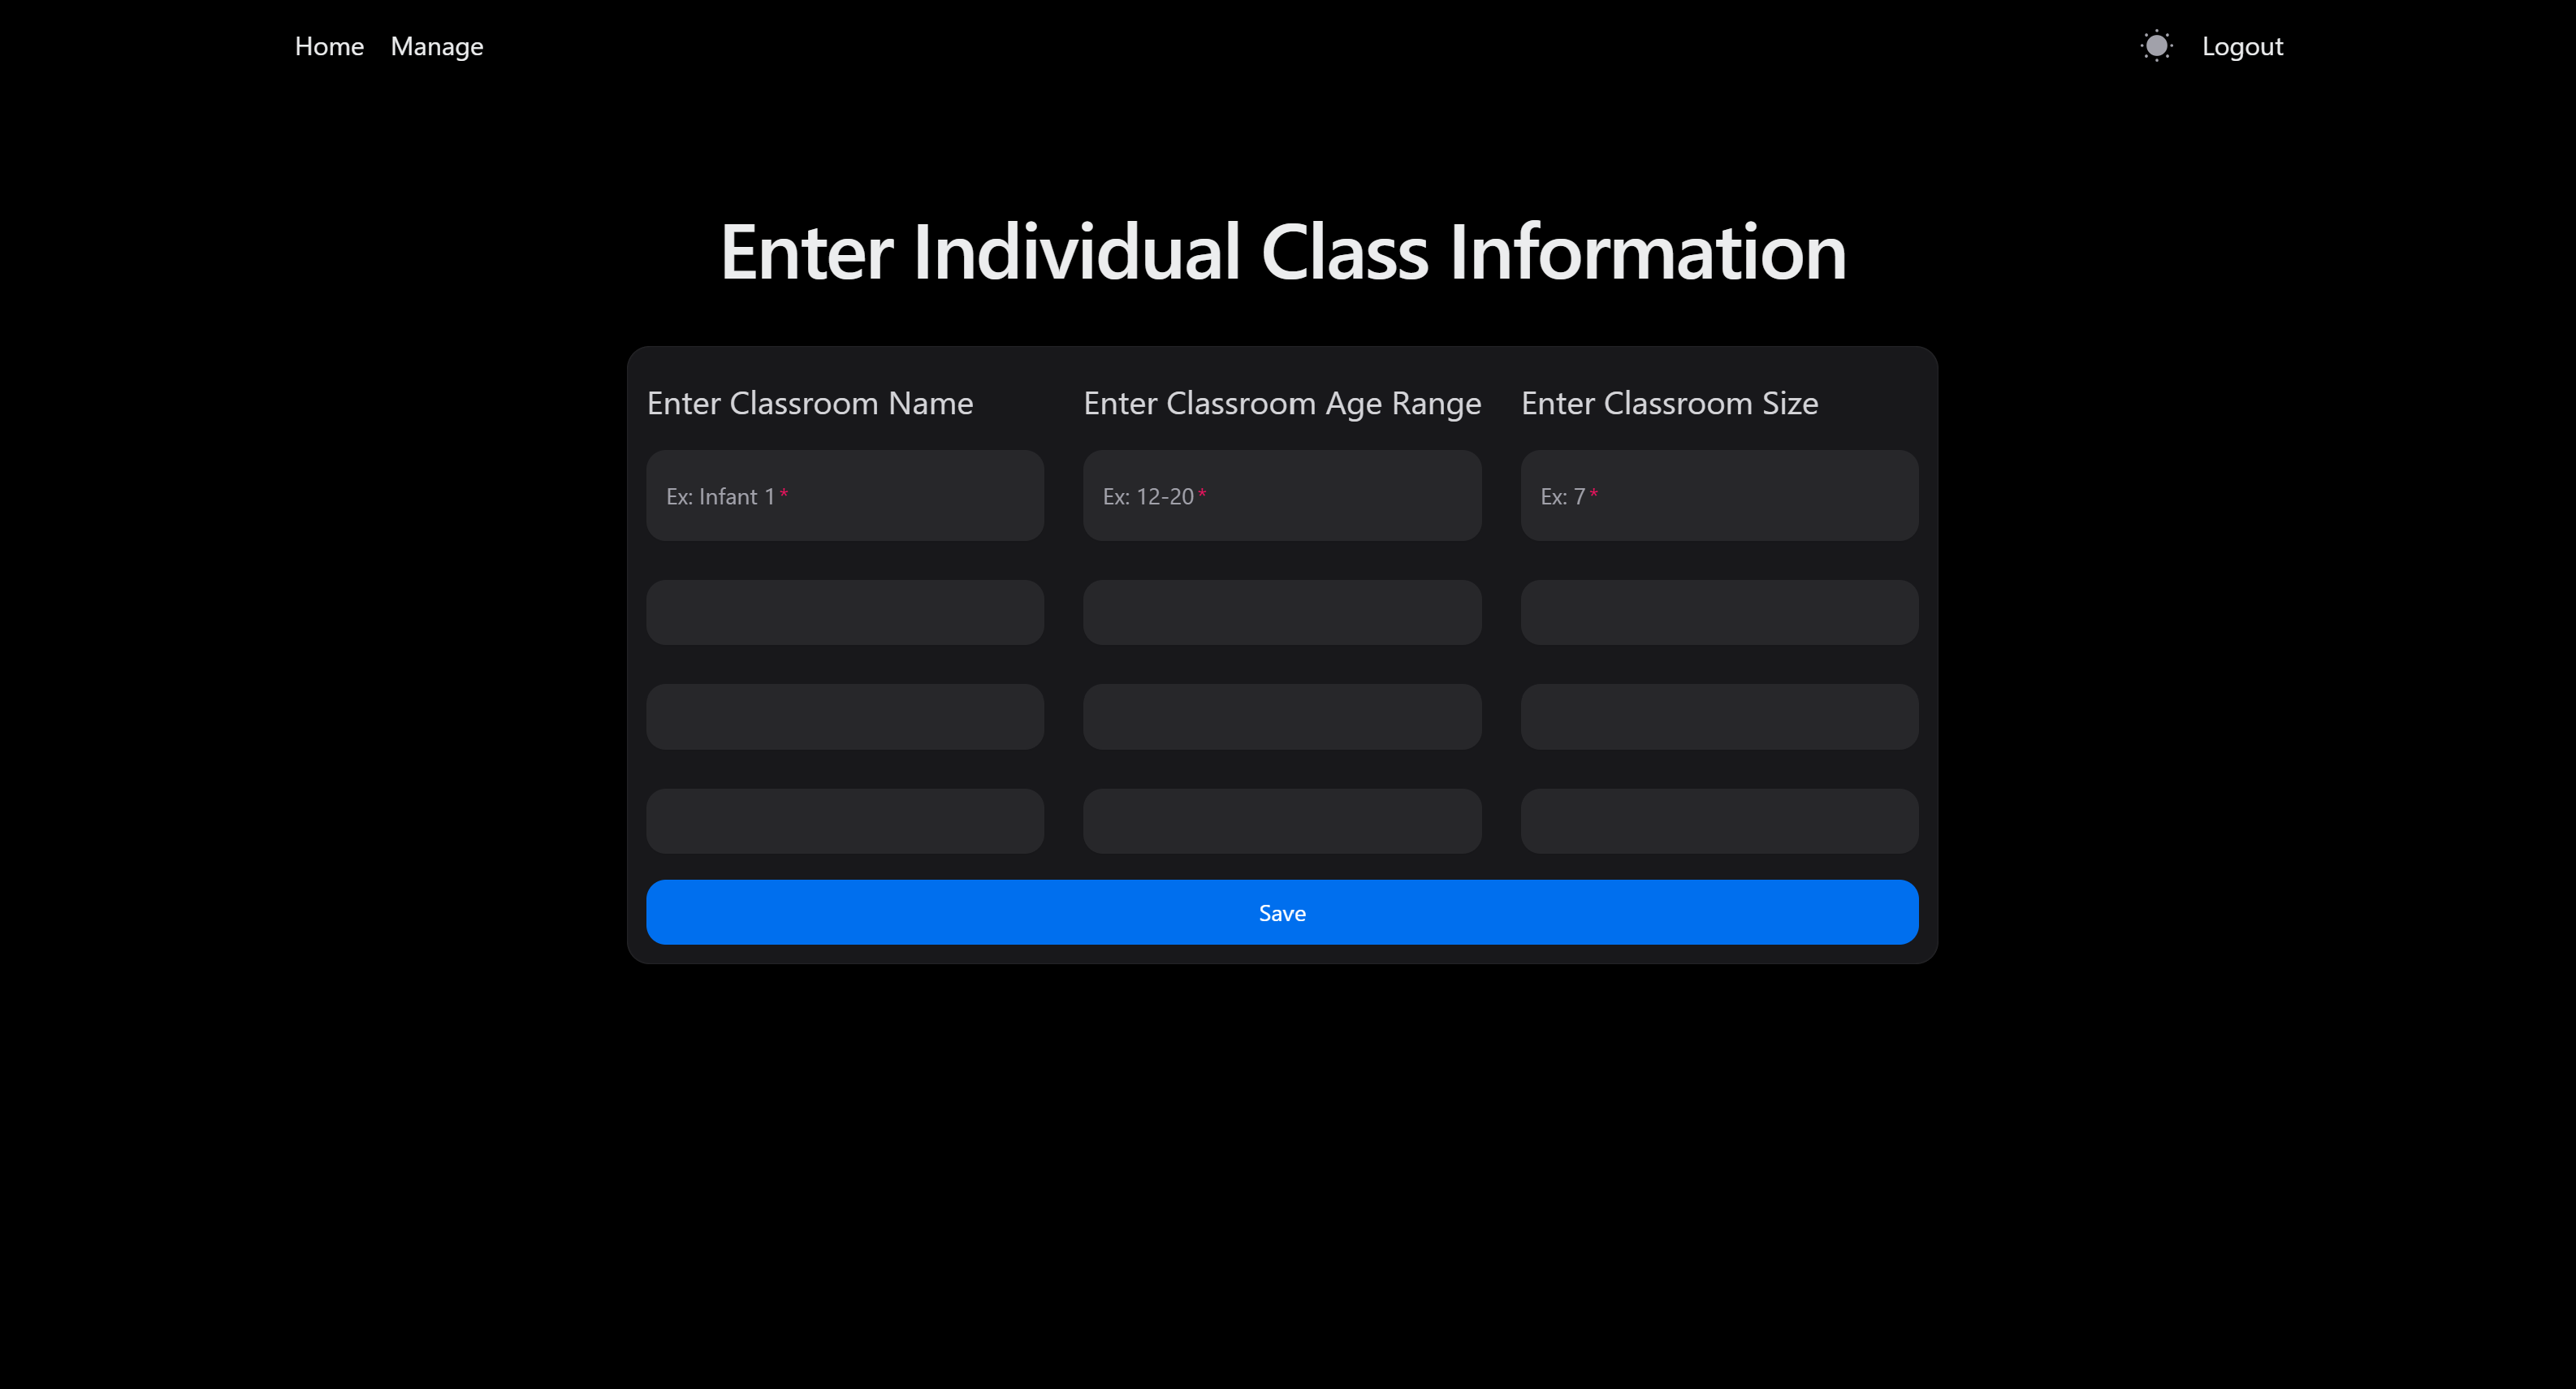 Home Manage Logout
Enter Individual Class Information
Enter Classroom Name Enter Classroom Age Range Enter Classroom Size
Ex: Infant 1* Ex: 12-20* Ex: 7*
Save